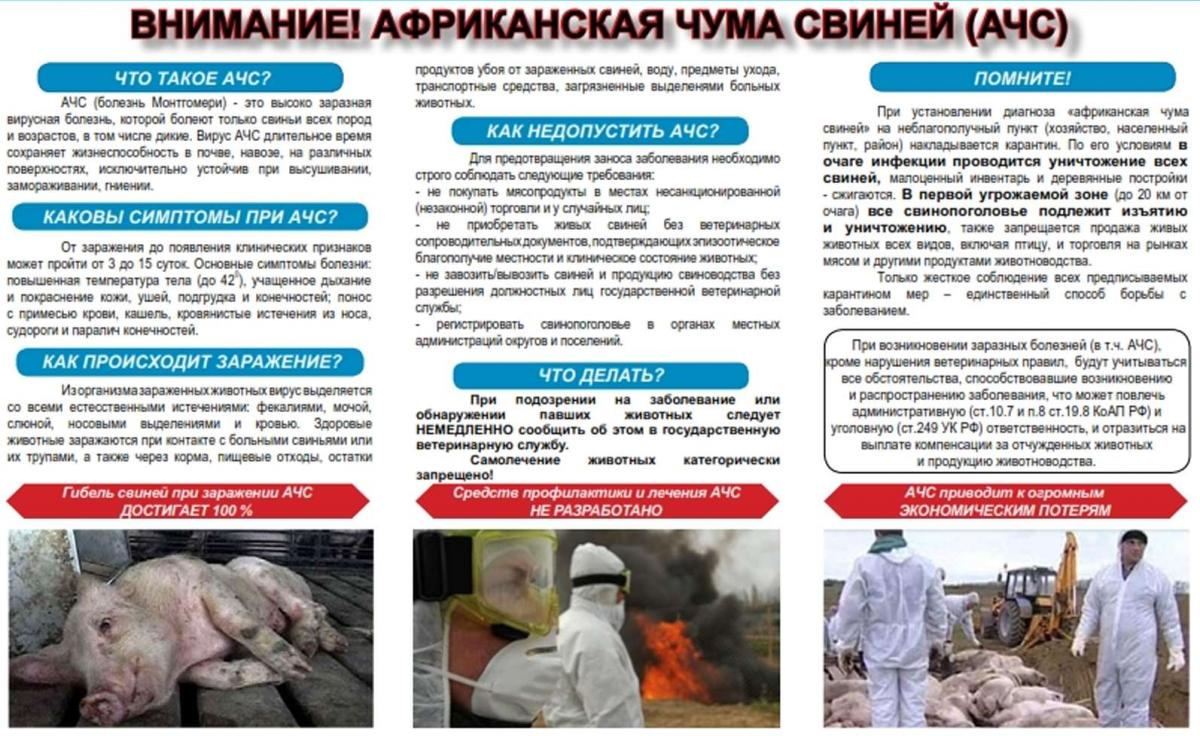 ВНИМАНИЕ! АФРИКАНСКАЯ ЧУМА СВИНЕЙ (АЧС)
ЧТО ТАКОЕ АЧС?
АЧС (болезнь Монтгомери) - это высоко заразная
вирусная болезнь, которой болеют только свиньи всех пород
и возрастов, в том числе дикие. Вирус АЧС длительное время
сохраняет жизнеспособность в почве, навозе, на различных
поверхностях, исключительно устойчив при высушивании,
замораживании, гниении.
КАКОВЫ СИМПТОМЫ ПРИ АЧС?
От заражения до появления клинических признаков
может пройти от 3 до 15 суток. Основные симптомы болезни:
повышенная температура тела (до 42⁰), учащенное дыхание
и покраснение кожи, ушей, подгрудка и конечностей; понос
с примесью крови, кашель, кровянистые истечения из носа,
судороги и паралич конечностей.
КАК ПРОИСХОДИТ ЗАРАЖЕНИЕ?
Из организма зараженных животных вирус выделяется
со всеми естественными истечениями: фекалиями, мочой,
слюной, носовыми выделениями и кровью. Здоровые
животные заражаются при контакте с больными свиньями или
их трупами, а также через корма, пищевые отходы, остатки
продуктов убоя от зараженных свиней, воду, предметы ухода,
транспортные средства, загрязненные выделенями больных
животных.
КАК НЕДОПУСТИТЬ АЧС?
Для предотвращения заноса заболевания необходимо
строго соблюдать следующие требования:
- не покупать мясопродукты в местах несанкционированной
(незаконной) торговли и у случайных лиц;
- не приобретать живых свиней без ветеринарных
сопроводительных документов, подтверждающих эпизоотическое
благополучие местности и клиническое состояние животных;
- не завозить/вывозить свиней и продукцию свиноводства без
разрешения должностных лиц государственной ветеринарной
службы;
- регистрировать свинопоголовье в органах местных
администраций округов и поселений.
ЧТО ДЕЛАТЬ?
При подозрении на заболевание или
обнаружении павших животных следует
НЕМЕДЛЕННО сообщить об этом в государственную
ветеринарную службу.
Самолечение животных категорически
запрещено!
ПОМНИТЕ!
При установлении диагноза «африканская чума
свиней» на неблагополучный пункт (хозяйство, населенный
пункт, район) накладывается карантин. По его условиям в
очаге инфекции проводится уничтожение всех
свиней, малоценный инвентарь и деревянные постройки
- сжигаются. В первой угрожаемой зоне (до 20 км от
очага) все свинопоголовье подлежит изъятию
и уничтожению, также запрещается продажа живых
животных всех видов, включая птицу, и торговля на рынках
мясом и другими продуктами животноводства.
Только жесткое соблюдение всех предписываемых
карантином мер – единственный способ борьбы с
заболеванием.
При возникновении заразных болезней (в т.ч. АЧС),
кроме нарушения ветеринарных правил, будут учитываться
все обстоятельства, способствовавшие возникновению
и распространению заболевания, что может повлечь
административную (ст.10.7 и п.8 ст.19.8 КоАП РФ) и
уголовную (ст.249 УК РФ) ответственность, и отразиться на
выплате компенсации за отчужденных животных
и продукцию животноводства.
Гибель свиней при заражении АЧС
ДОСТИГАЕТ 100 %
Средств профилактики и лечения АЧС
НЕ РАЗРАБОТАНО
АЧС приводит к огромным
ЭКОНОМИЧЕСКИМ ПОТЕРЯМ